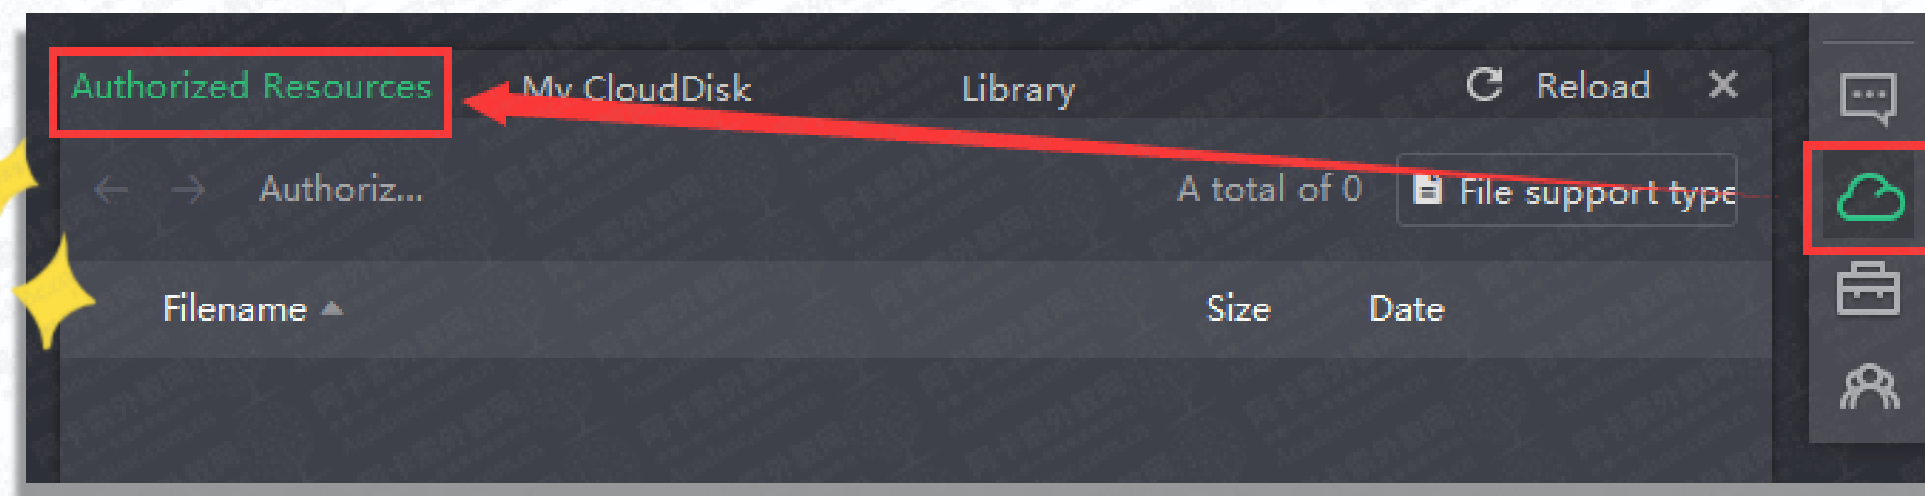 Authorized Resources My CloudDisk Library Reload
Authoriz... A total of 0 File support type
Filename Size Date